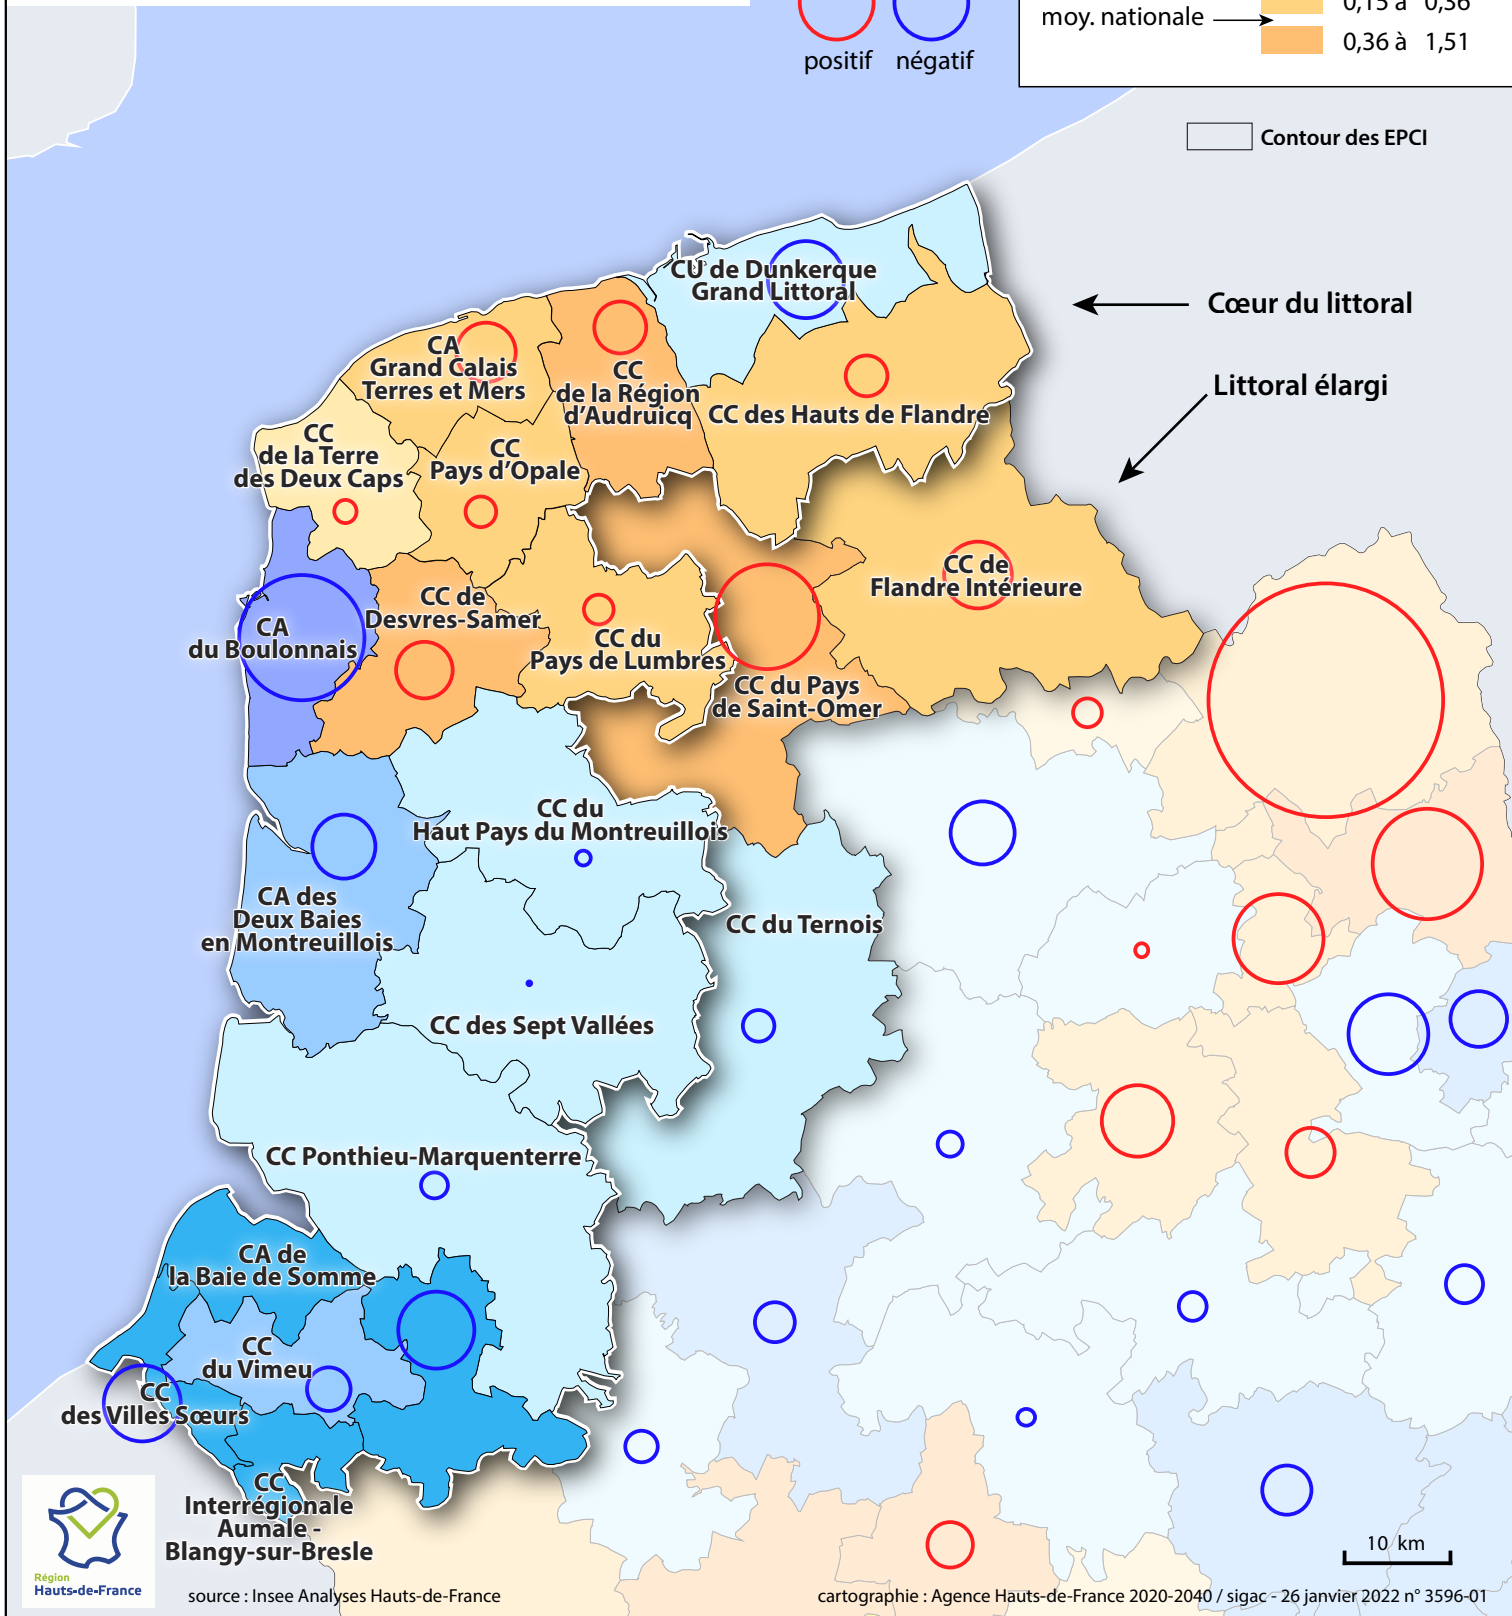 positif négatif
0,15 à 0,36
moy. nationale
0,36 à 1,51
Contour des EPCI
CU de Dunkerque
Grand Littoral
Cœur du littoral
CA
Grand Calais
Terres et Mers
CC
de la Région
d'Audruicq
CC des Hauts de Flandre
Littoral élargi
CC
de la Terre
des Deux Caps
CC
Pays d'Opale
CC de
Flandre Intérieure
CC de
Desvres-Samer
CA
du Boulonnais
CC du
Pays de Lumbres
CC du Pays
de Saint-Omer
CC du
Haut Pays du Montreuillois
CA des
Deux Baies
en Montreuillois
CC du Ternois
CC des Sept Vallées
CC Ponthieu-Marquenterre
CA de
la Baie de Somme
CC
du Vimeu
CC
des Villes Sœurs
CC
Interrégionale
Aumale -
Blangy-sur-Bresle
10 km
Région
Hauts-de-France
source : Insee Analyses Hauts-de-France
cartographie : Agence Hauts-de-France 2020-2040 / sigac - 26 janvier 2022 n° 3596-01